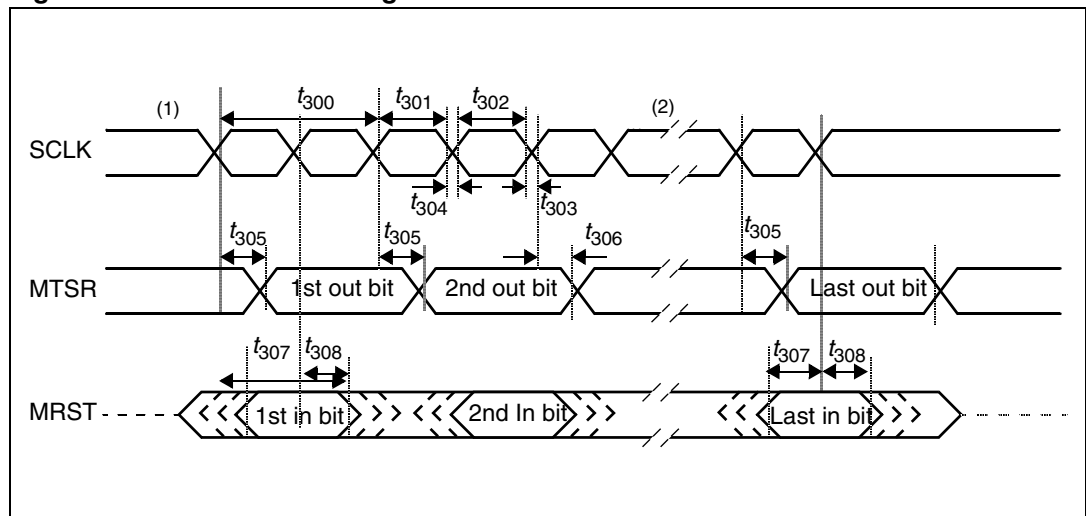 (1) t300 t301 t302 (2)
SCLK
t304 t303
t305 t305 t306 t305
MTSR 1st out bit 2nd out bit Last out bit
t307 t308 t307 t308
MRST 1st in bit 2nd In bit Last in bit